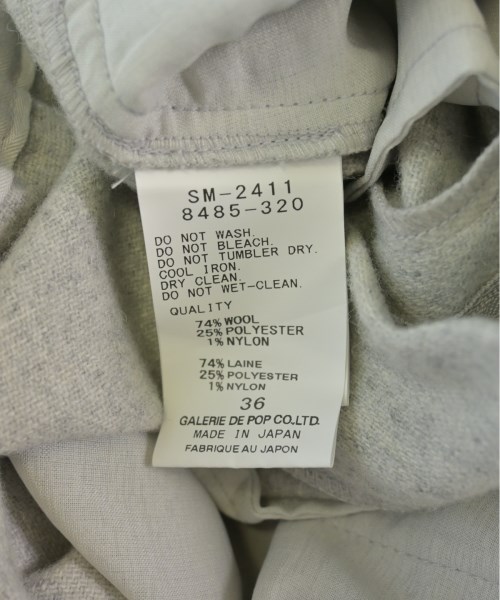 SM-2411
8485-320
DO NOT WASH.
DO NOT BLEACH.
DO NOT TUMBLER DRY.
COOL IRON.
DRY CLEAN.
DO NOT WET-CLEAN.
QUALITY
74% WOOL
25% POLYESTER
1% NYLON
74% LAINE
25% POLYESTER
1% NYLON
36
GALERIE DE POP CO.LTD.
MADE IN JAPAN
FABRIQUE AU JAPON